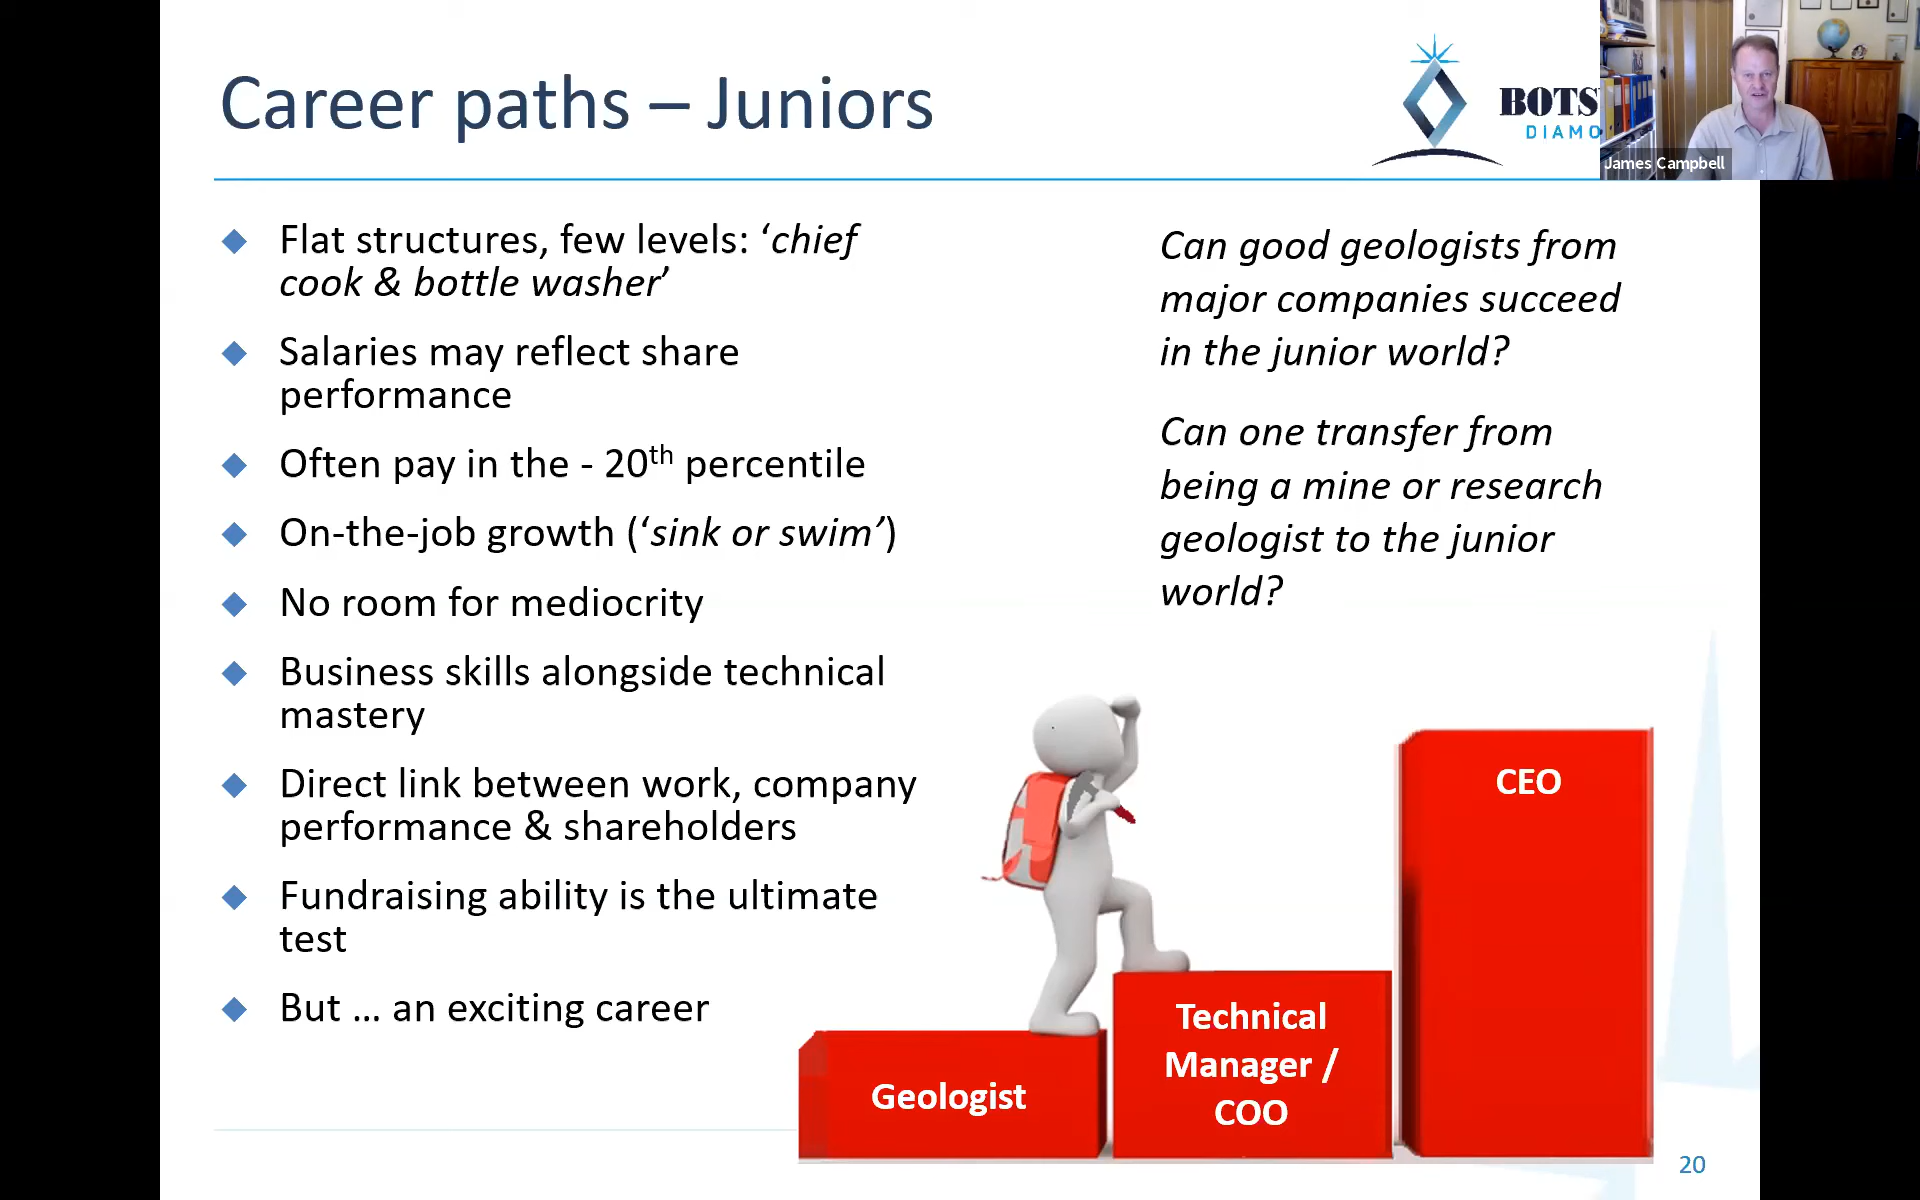 Career paths – Juniors
BOTS
DIAMO
James Campbell
Flat structures, few levels: ‘chief
cook & bottle washer’
Salaries may reflect share
performance
Often pay in the - 20th percentile
On-the-job growth (‘sink or swim’)
No room for mediocrity
Business skills alongside technical
mastery
Direct link between work, company
performance & shareholders
Fundraising ability is the ultimate
test
But ... an exciting career
Can good geologists from
major companies succeed
in the junior world?
Can one transfer from
being a mine or research
geologist to the junior
world?
Geologist
Technical
Manager /
COO
CEO
20